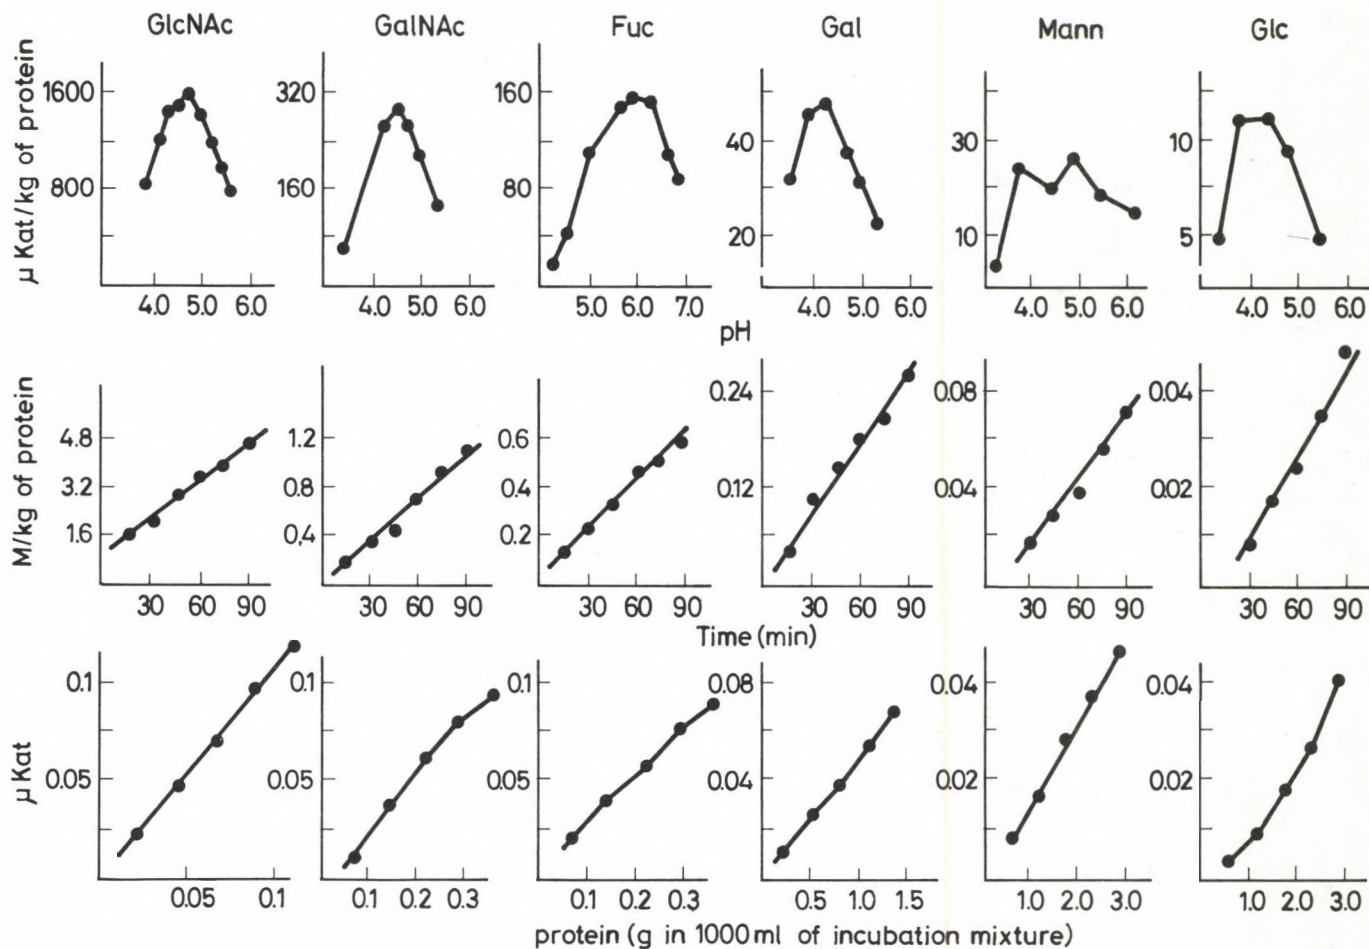 GlcNAc GalNAc Fuc Gal Mann Glc
μ Kat/kg of protein
1600 320 160 40 30 10
800 160 80 20 10 5
4.0 5.0 6.0 4.0 5.0 6.0 5.0 6.0 7.0 4.0 5.0 6.0 4.0 5.0 6.0 4.0 5.0 6.0
pH
M/kg of protein
4.8 1.2 0.6 0.24 0.08 0.04
3.2 0.8 0.4 0.12 0.04 0.02
1.6 0.4 0.2
30 60 90 30 60 90 30 60 90 30 60 90 30 60 90 30 60 90
Time (min)
μ Kat
0.1 0.1 0.1 0.08 0.04 0.04
0.05 0.05 0.05 0.04 0.02 0.02
0.05 0.1 0.1 0.2 0.3 0.1 0.2 0.3 0.5 1.0 1.5 1.0 2.0 3.0 1.0 2.0 3.0
protein (g in 1000 ml of incubation mixture)